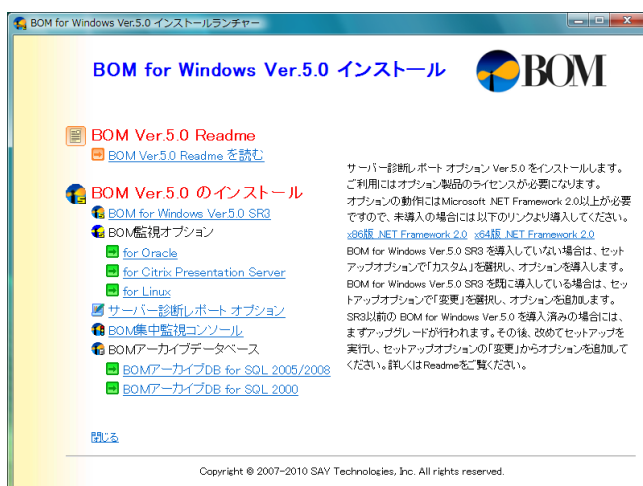 BOM for Windows Ver.5.0 インストールランチャー
BOM for Windows Ver.5.0 インストール
BOM
BOM Ver.5.0 Readme
BOM Ver.5.0 Readme を読む
BOM Ver.5.0 のインストール
BOM for Windows Ver.5.0 SR3
BOM監視オプション
for Oracle
for Citrix Presentation Server
for Linux
サーバー診断レポート オプション
BOM集中監視コンソール
BOMアーカイブデータベース
BOMアーカイブDB for SQL 2005/2008
BOMアーカイブDB for SQL 2000
閉じる
サーバー診断レポート オプション Ver.5.0 をインストールします。
ご利用にはオプション製品のライセンスが必要になります。
オプションの動作にはMicrosoft .NET Framework 2.0以上が必要
ですので、未導入の場合には以下のリンクより導入してください。
x86版 .NET Framework 2.0 x64版 .NET Framework 2.0
BOM for Windows Ver.5.0 SR3 を導入していない場合は、セット
アップオプションで「カスタム」を選択し、オプションを導入します。
BOM for Windows Ver.5.0 SR3 を既に導入している場合は、セッ
トアップオプションで「変更」を選択し、オプションを追加します。
SR3以前の BOM for Windows Ver.5.0 を導入済みの場合には、
まずアップグレードが行われます。その後、改めてセットアップを
実行し、セットアップオプションの「変更」からオプションを追加して
ください。詳しくはReadmeをご覧ください。
Copyright © 2007-2010 SAY Technologies, Inc. All rights reserved.